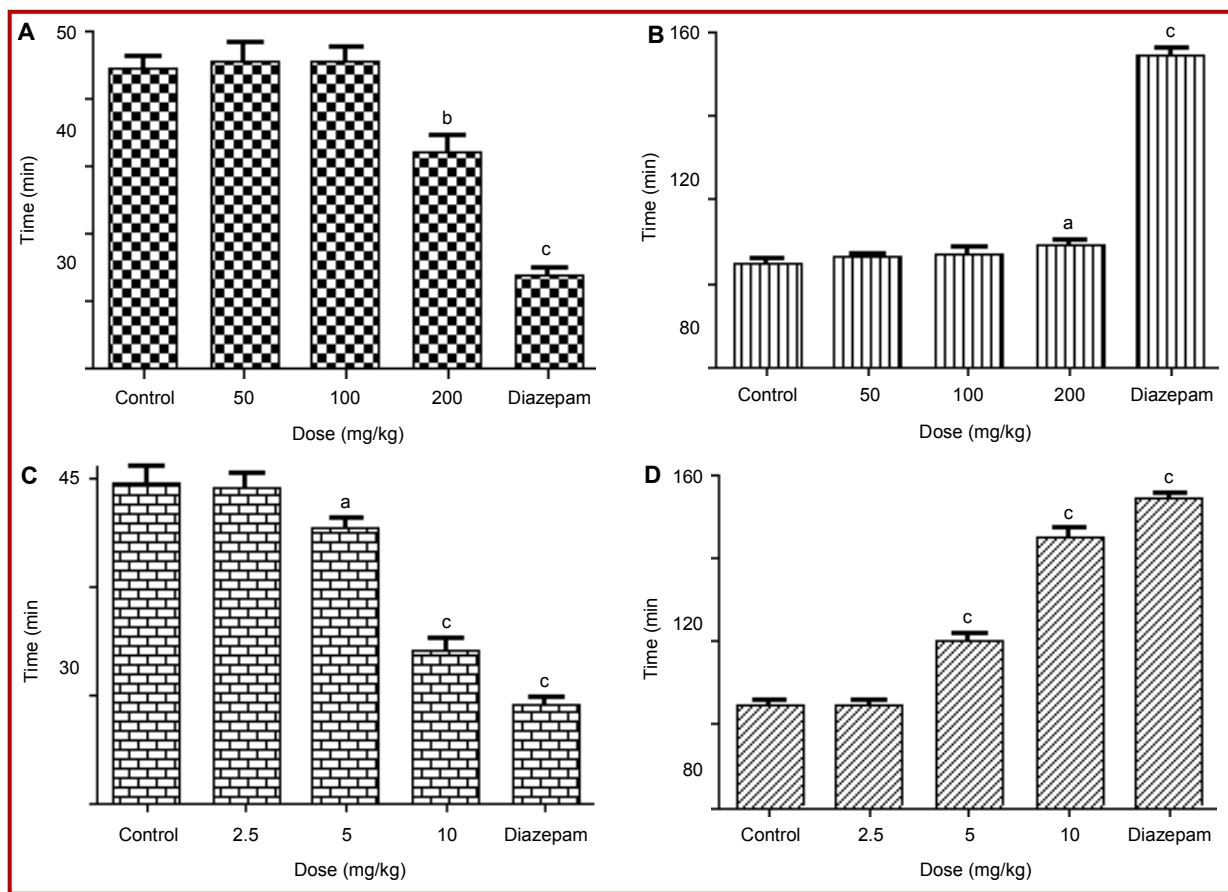 A
50
40
30
Time (min)
b
c
Control 50 100 200 Diazepam
Dose (mg/kg)
B
160
120
80
Time (min)
a
c
Control 50 100 200 Diazepam
Dose (mg/kg)
C
45
30
Time (min
a
c
c
Control 2.5 5 10 Diazepam
Dose (mg/kg)
D
160
120
80
Time (min
c
c
c
Control 2.5 5 10 Diazepam
Dose (mg/kg)